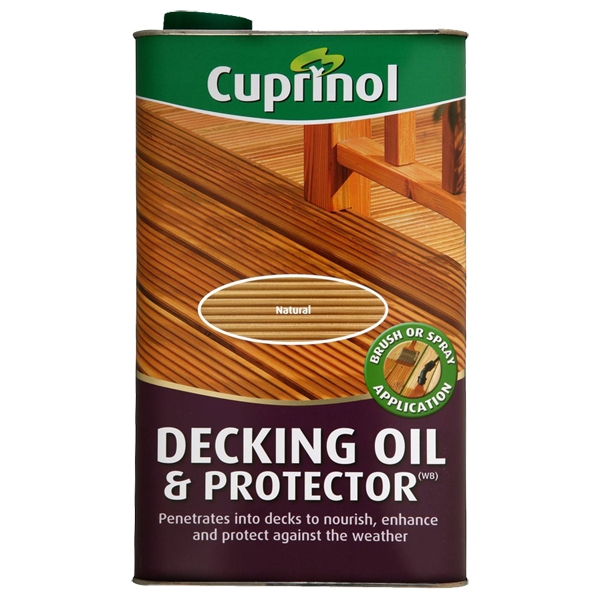 Cuprinol
Natural
BRUSH OR SPRAY
APPLICATION
DECKING OIL
& PROTECTOR (WB)
Penetrates into decks to nourish, enhance
and protect against the weather